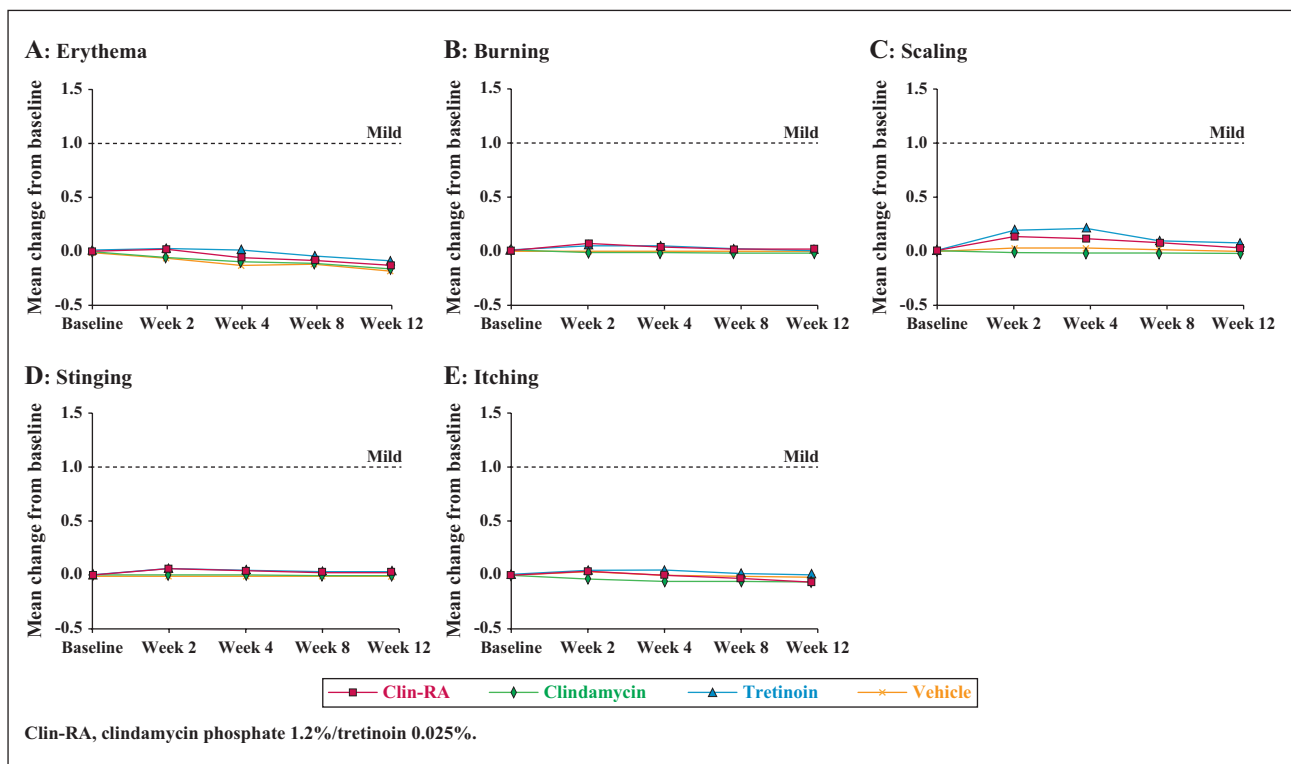 A: Erythema
Mean change from baseline
1.5
1.0
0.5
0.0
-0.5
Mild
Baseline Week 2 Week 4 Week 8 Week 12
B: Burning
Mean change from baseline
1.5
1.0
0.5
0.0
-0.5
Mild
Baseline Week 2 Week 4 Week 8 Week 12
C: Scaling
Mean change from baseline
1.5
1.0
0.5
0.0
-0.5
Mild
Baseline Week 2 Week 4 Week 8 Week 12
D: Stinging
Mean change from baseline
1.5
1.0
0.5
0.0
-0.5
Mild
Baseline Week 2 Week 4 Week 8 Week 12
E: Itching
Mean change from baseline
1.5
1.0
0.5
0.0
-0.5
Mild
Baseline Week 2 Week 4 Week 8 Week 12
Clin-RA Clindamycin Tretinoin Vehicle
Clin-RA, clindamycin phosphate 1.2%/tretinoin 0.025%.